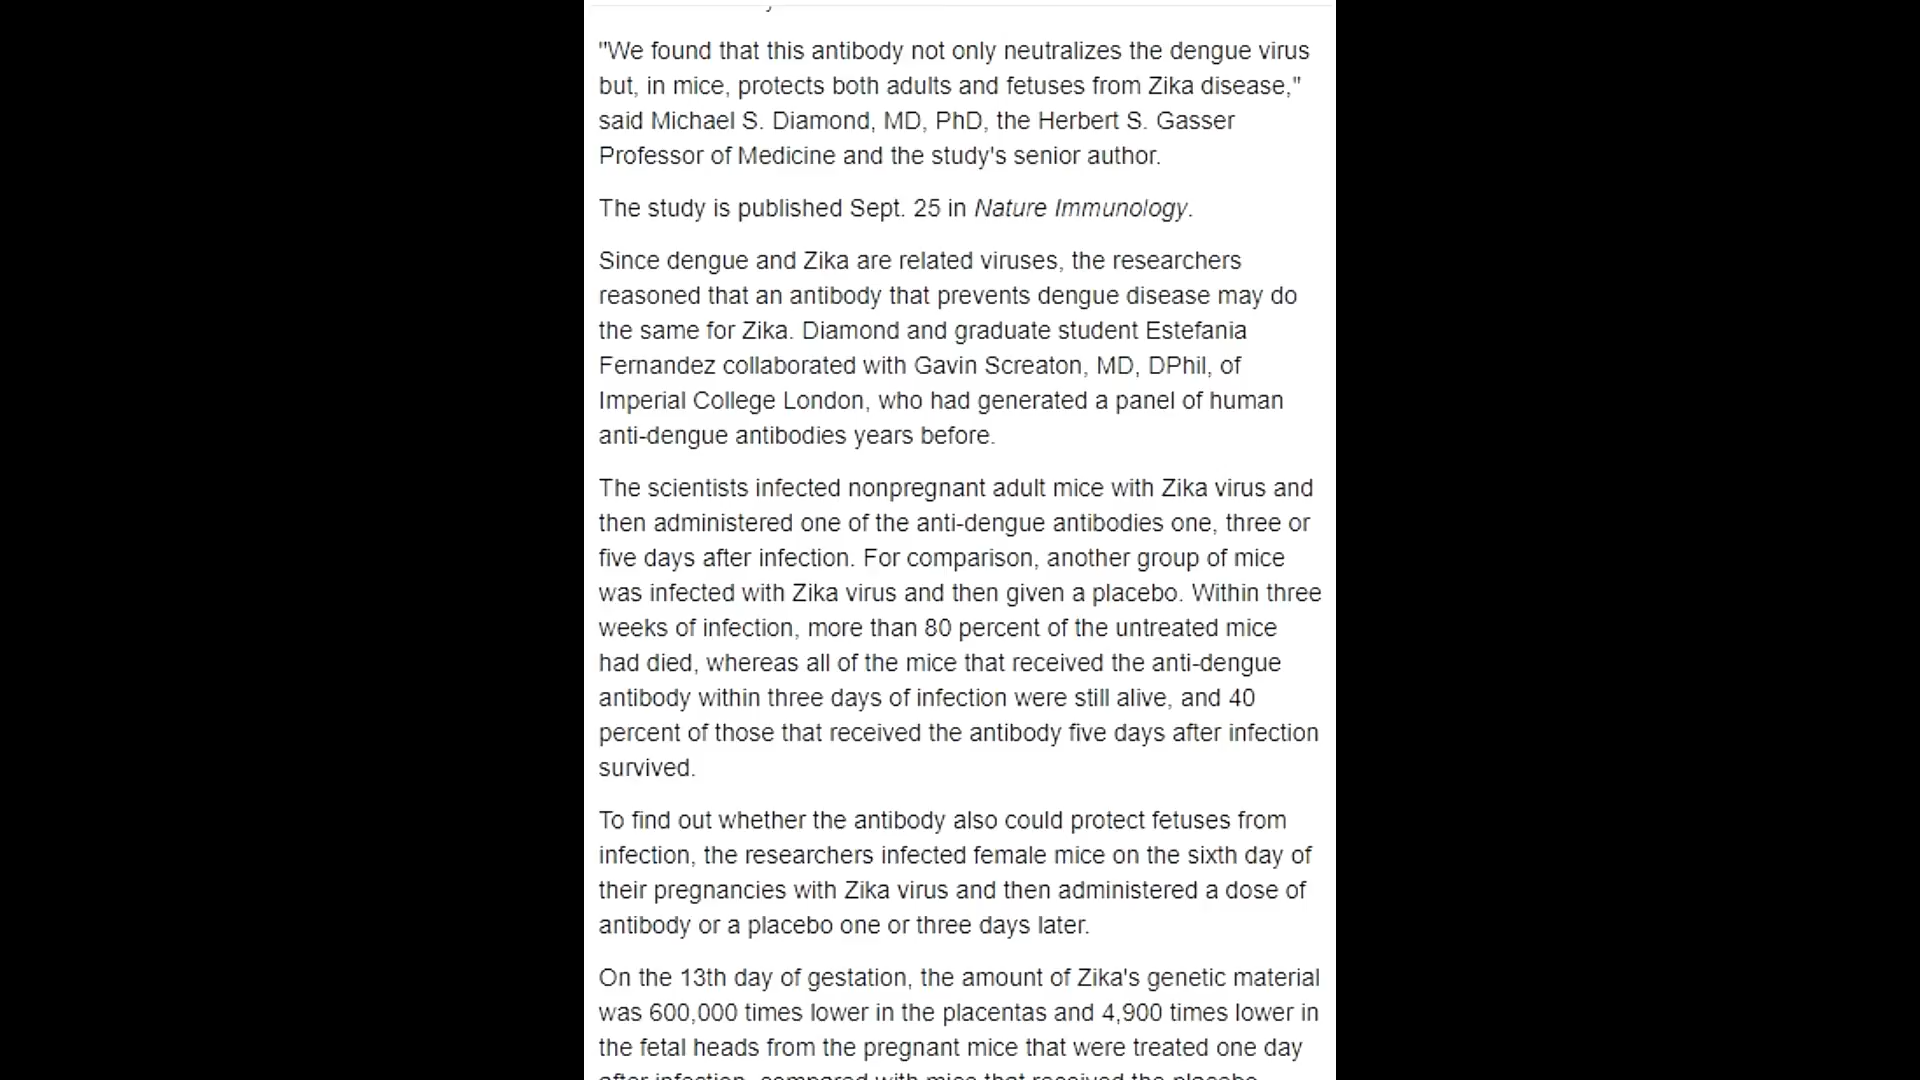 "We found that this antibody not only neutralizes the dengue virus
but, in mice, protects both adults and fetuses from Zika disease,"
said Michael S. Diamond, MD, PhD, the Herbert S. Gasser
Professor of Medicine and the study's senior author.
The study is published Sept. 25 in Nature Immunology.
Since dengue and Zika are related viruses, the researchers
reasoned that an antibody that prevents dengue disease may do
the same for Zika. Diamond and graduate student Estefania
Fernandez collaborated with Gavin Screaton, MD, DPhil, of
Imperial College London, who had generated a panel of human
anti-dengue antibodies years before.
The scientists infected nonpregnant adult mice with Zika virus and
then administered one of the anti-dengue antibodies one, three or
five days after infection. For comparison, another group of mice
was infected with Zika virus and then given a placebo. Within three
weeks of infection, more than 80 percent of the untreated mice
had died, whereas all of the mice that received the anti-dengue
antibody within three days of infection were still alive, and 40
percent of those that received the antibody five days after infection
survived.
To find out whether the antibody also could protect fetuses from
infection, the researchers infected female mice on the sixth day of
their pregnancies with Zika virus and then administered a dose of
antibody or a placebo one or three days later.
On the 13th day of gestation, the amount of Zika's genetic material
was 600,000 times lower in the placentas and 4,900 times lower in
the fetal heads from the pregnant mice that were treated one day
after infection, compared with mice that received the placebo.